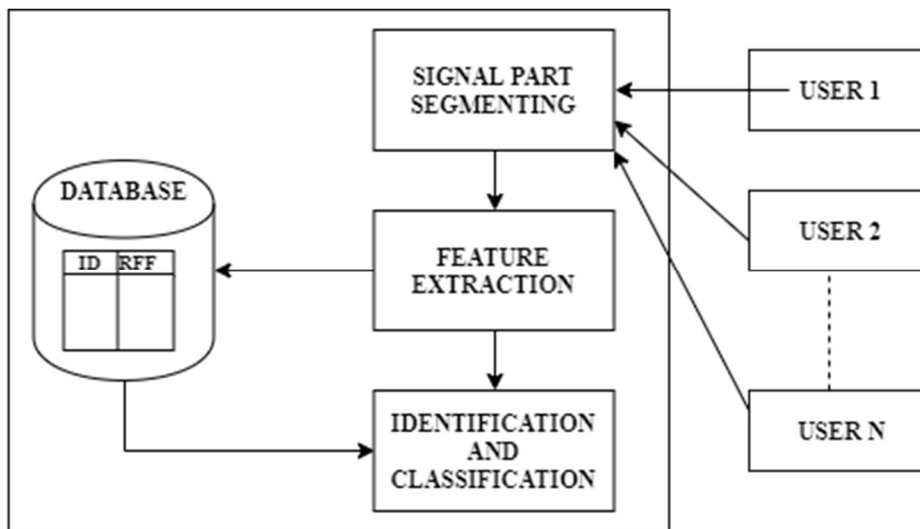 SIGNAL PART
SEGMENTING
USER 1
DATABASE
ID RFF
FEATURE
EXTRACTION
USER 2
IDENTIFICATION
AND
CLASSIFICATION
USER N